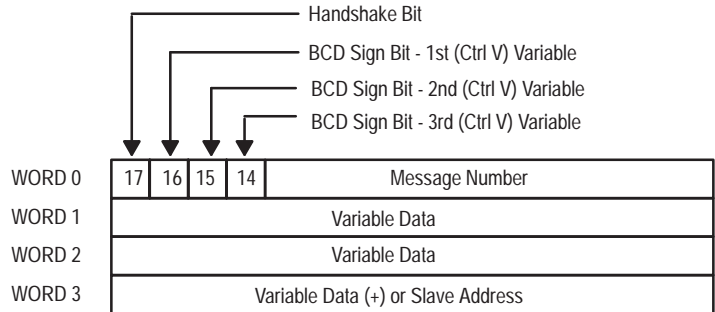 Handshake Bit
BCD Sign Bit - 1st (Ctrl V) Variable
BCD Sign Bit - 2nd (Ctrl V) Variable
BCD Sign Bit - 3rd (Ctrl V) Variable
WORD 0 17 16 15 14 Message Number
WORD 1 Variable Data
WORD 2 Variable Data
WORD 3 Variable Data (+) or Slave Address